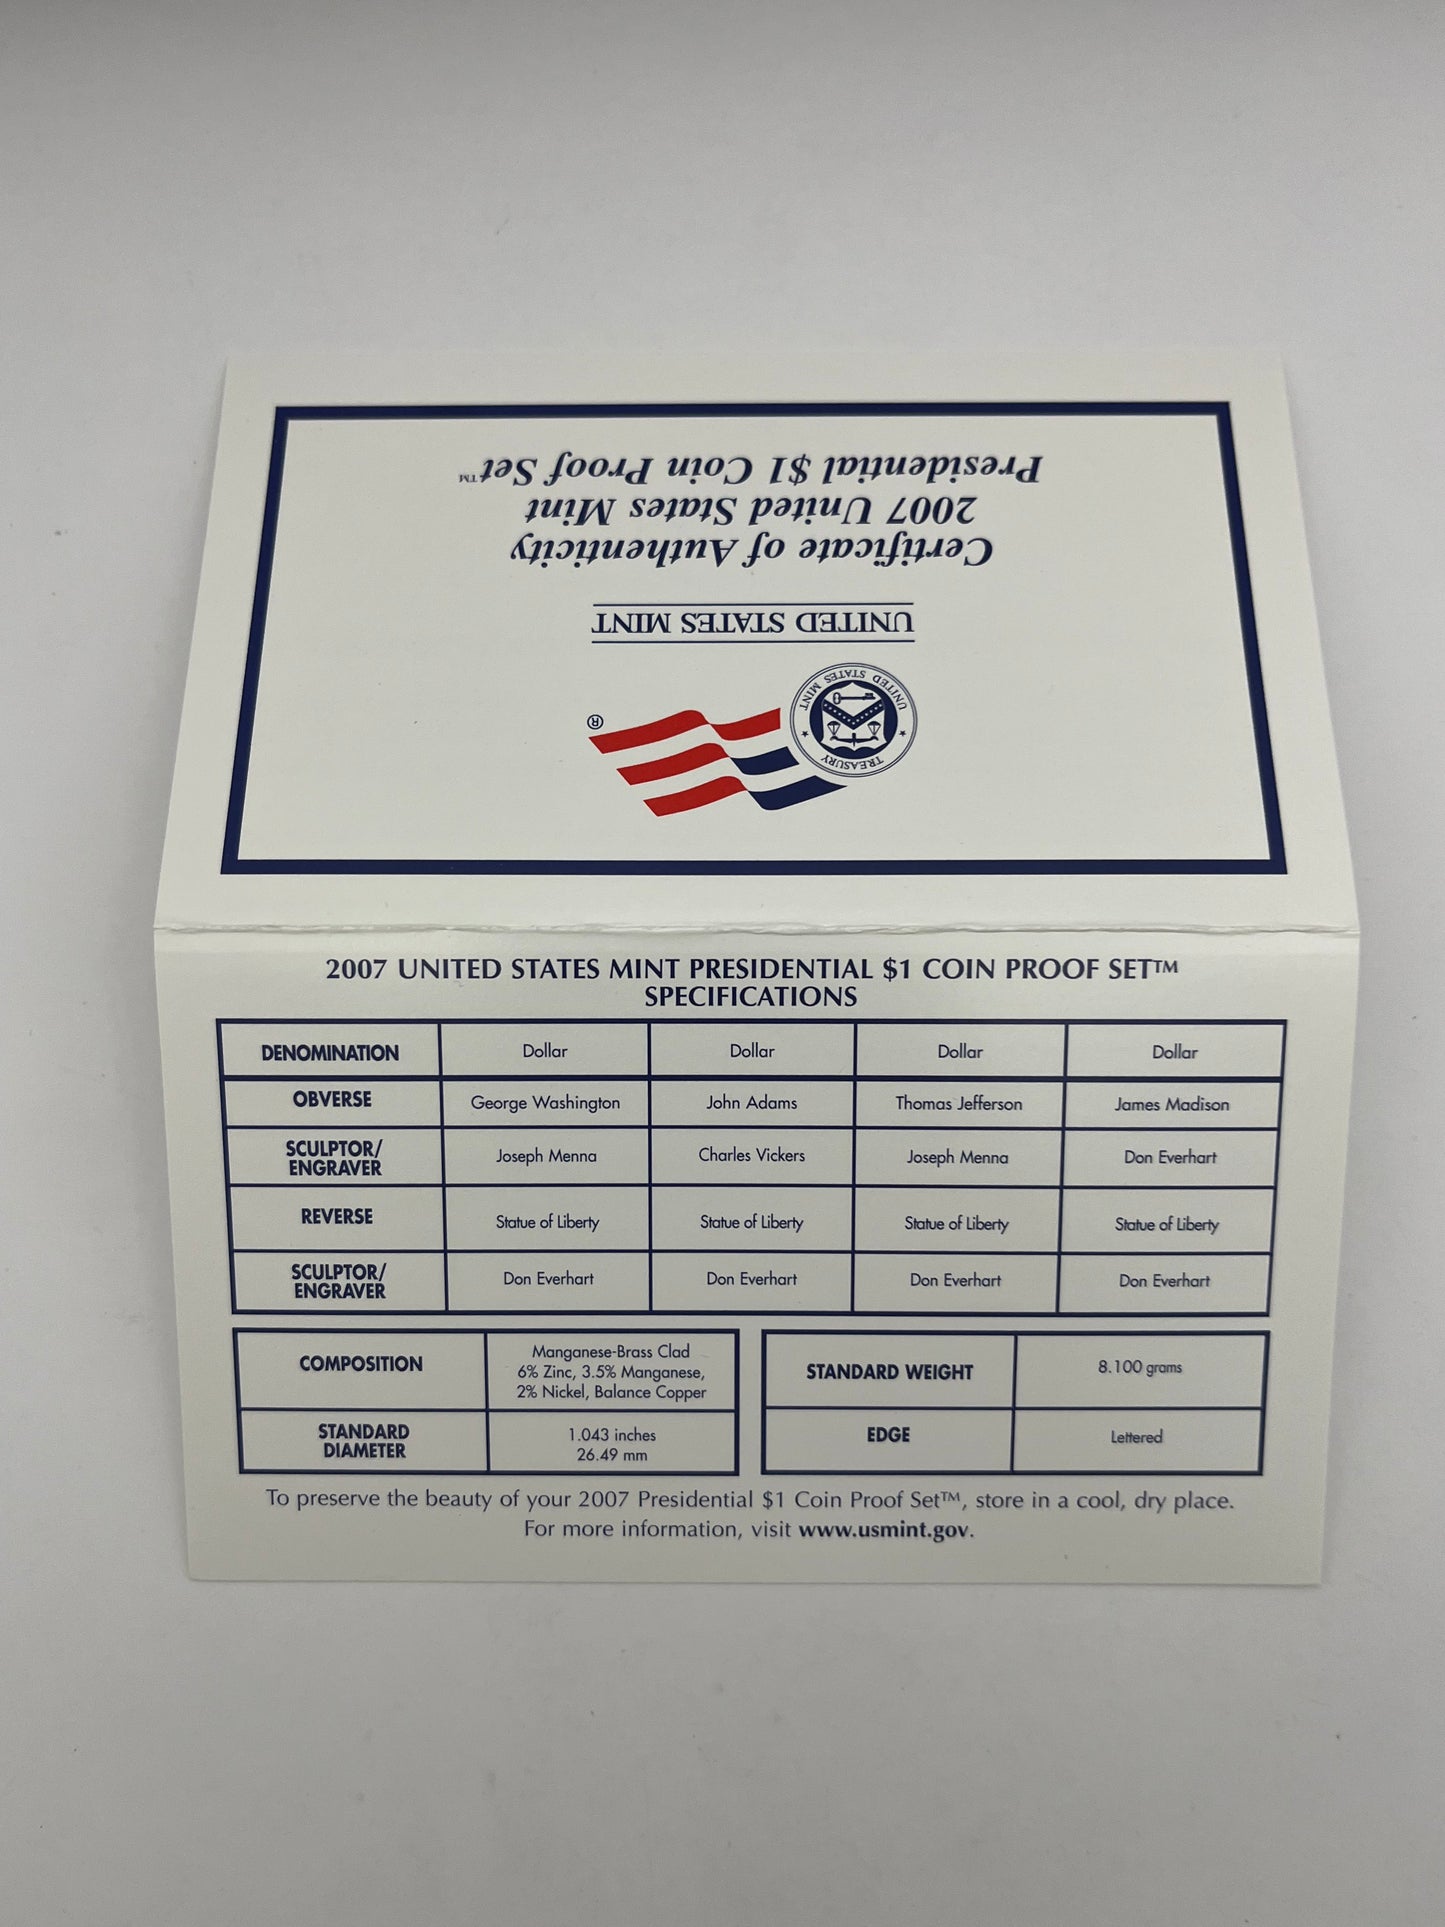 Certificate of Authenticity
2007 United States Mint
Presidential $1 Coin Proof Set™
UNITED STATES MINT
TREASURY
UNITED STATES MINT
®
2007 UNITED STATES MINT PRESIDENTIAL $1 COIN PROOF SET™
SPECIFICATIONS
DENOMINATION Dollar Dollar Dollar Dollar
OBVERSE George Washington John Adams Thomas Jefferson James Madison
SCULPTOR/
ENGRAVER Joseph Menna Charles Vickers Joseph Menna Don Everhart
REVERSE Statue of Liberty Statue of Liberty Statue of Liberty Statue of Liberty
SCULPTOR/
ENGRAVER Don Everhart Don Everhart Don Everhart Don Everhart
COMPOSITION Manganese-Brass Clad
6% Zinc, 3.5% Manganese,
2% Nickel, Balance Copper
STANDARD
DIAMETER 1.043 inches
26.49 mm
STANDARD WEIGHT 8.100 grams
EDGE Lettered
To preserve the beauty of your 2007 Presidential $1 Coin Proof Set™, store in a cool, dry place.
For more information, visit www.usmint.gov.